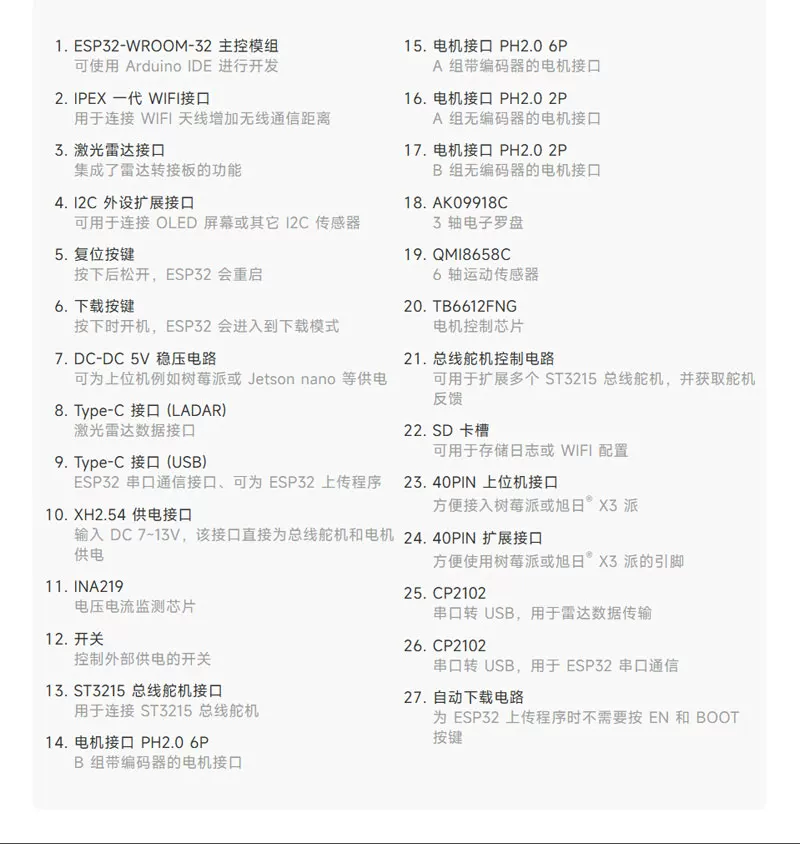 1. ESP32-WROOM-32 主控模组
可使用 Arduino IDE 进行开发
2. IPEX 一代 WIFI接口
用于连接 WIFI 天线增加无线通信距离
3. 激光雷达接口
集成了雷达转接板的功能
4. I2C 外设扩展接口
可用于连接 OLED 屏幕或其它 I2C 传感器
5. 复位按键
按下后松开，ESP32 会重启
6. 下载按键
按下时开机，ESP32 会进入到下载模式
7. DC-DC 5V 稳压电路
可为上位机例如树莓派或 Jetson nano 等供电
8. Type-C 接口 (LADAR)
激光雷达数据接口
9. Type-C 接口 (USB)
ESP32 串口通信接口、可为 ESP32 上传程序
10. XH2.54 供电接口
输入 DC 7~13V，该接口直接为总线舵机和电机
供电
11. INA219
电压电流监测芯片
12. 开关
控制外部供电的开关
13. ST3215 总线舵机接口
用于连接 ST3215 总线舵机
14. 电机接口 PH2.0 6P
B 组带编码器的电机接口
15. 电机接口 PH2.0 6P
A 组带编码器的电机接口
16. 电机接口 PH2.0 2P
A 组无编码器的电机接口
17. 电机接口 PH2.0 2P
B 组无编码器的电机接口
18. AK09918C
3 轴电子罗盘
19. QMI8658C
6 轴运动传感器
20. TB6612FNG
电机控制芯片
21. 总线舵机控制电路
可用于扩展多个 ST3215 总线舵机，并获取舵机
反馈
22. SD 卡槽
可用于存储日志或 WIFI 配置
23. 40PIN 上位机接口
方便接入树莓派或旭日® X3 派
24. 40PIN 扩展接口
方便使用树莓派或旭日® X3 派的引脚
25. CP2102
串口转 USB，用于雷达数据传输
26. CP2102
串口转 USB，用于 ESP32 串口通信
27. 自动下载电路
为 ESP32 上传程序时不需要按 EN 和 BOOT
按键